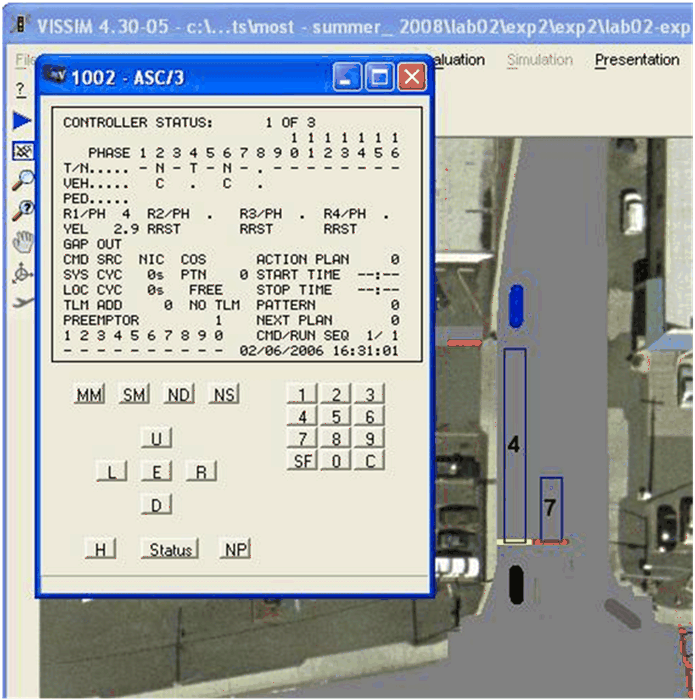 VISSIM 4.30-05 - c:\...ts\most - summer_ 2008\lab02\exp2\exp2\lab02-exp
File
Evaluation Simulation Presentation
?
1002 - ASC/3
CONTROLLER STATUS: 1 OF 3
1 1 1 1 1 1 1
PHASE 1 2 3 4 5 6 7 8 9 0 1 2 3 4 5 6
T/N..... - N - T - N - . - - - - - - - -
VEH..... C . C .
PED.....
R1/PH 4 R2/PH . R3/PH . R4/PH .
YEL 2.9 RRST RRST RRST
GAP OUT
CMD SRC NIC COS ACTION PLAN 0
SYS CYC 0s PTN 0 START TIME --:--
LOC CYC 0s FREE STOP TIME --:--
TLM ADD 0 NO TLM PATTERN 0
PREEMPTOR 1 NEXT PLAN 0
1 2 3 4 5 6 7 8 9 0 CMD/RUN SEQ 1/ 1
- - - - - - - - - - 02/06/2006 16:31:01
MM SM ND NS
1 2 3
4 5 6
7 8 9
SF 0 C
U
L E R
D
H Status NP
4
7